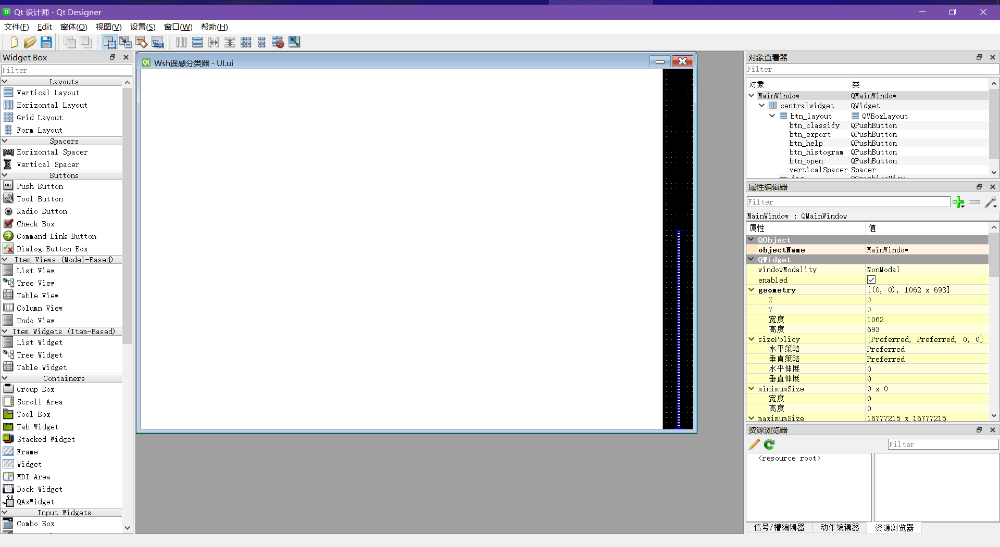 Qt 设计师 - Qt Designer
文件(F) Edit 窗体(O) 视图(V) 设置(S) 窗口(W) 帮助(H)
Widget Box
Filter
Layouts
Vertical Layout
Horizontal Layout
Grid Layout
Form Layout
Spacers
Horizontal Spacer
Vertical Spacer
Buttons
Push Button
Tool Button
Radio Button
Check Box
Command Link Button
Dialog Button Box
Item Views (Model-Based)
List View
Tree View
Table View
Column View
Undo View
Item Widgets (Item-Based)
List Widget
Tree Widget
Table Widget
Containers
Group Box
Scroll Area
Tool Box
Tab Widget
Stacked Widget
Frame
Widget
MDI Area
Dock Widget
QAxWidget
Input Widgets
Combo Box
Wsh遥感分类器 - UI.ui
对象查看器
Filter
对象 类
MainWindow QMainWindow
centralwidget QWidget
btn_layout QVBoxLayout
btn_classify QPushButton
btn_export QPushButton
btn_help QPushButton
btn_histogram QPushButton
btn_open QPushButton
verticalSpacer Spacer
属性编辑器
Filter
MainWindow : QMainWindow
属性 值
QObject
objectName MainWindow
QWidget
windowModality NonModal
enabled
geometry [(0, 0), 1062 x 693]
X 0
Y 0
宽度 1062
高度 693
sizePolicy [Preferred, Preferred, 0, 0]
水平策略 Preferred
垂直策略 Preferred
水平伸展 0
垂直伸展 0
minimumSize 0 x 0
宽度 0
高度 0
maximumSize 16777215 x 16777215
资源浏览器
Filter
<resource root>
信号/槽编辑器 动作编辑器 资源浏览器